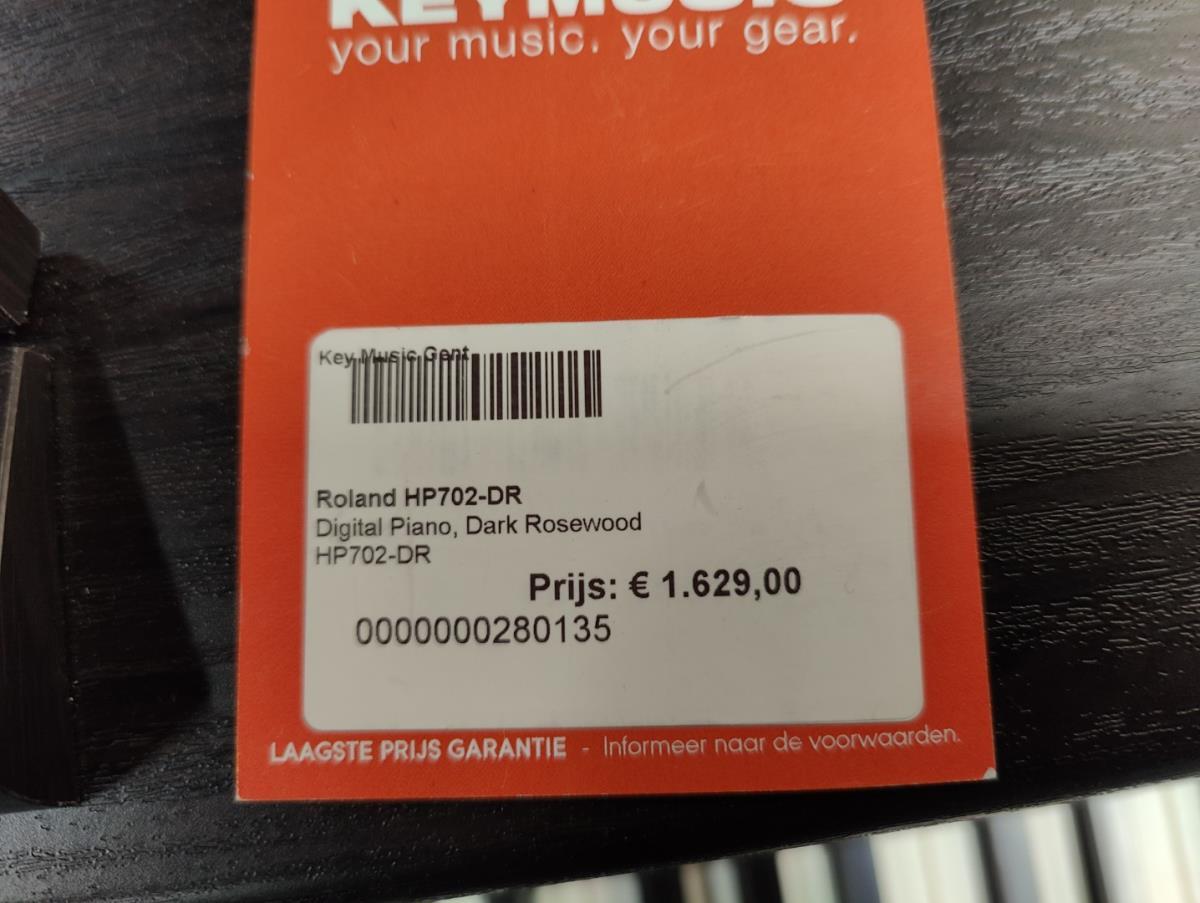 KEYMUSIC
your music. your gear.
Key Music Gent
Roland HP702-DR
Digital Piano, Dark Rosewood
HP702-DR
Prijs: € 1.629,00
0000000280135
LAAGSTE PRIJS GARANTIE - Informeer naar de voorwaarden.